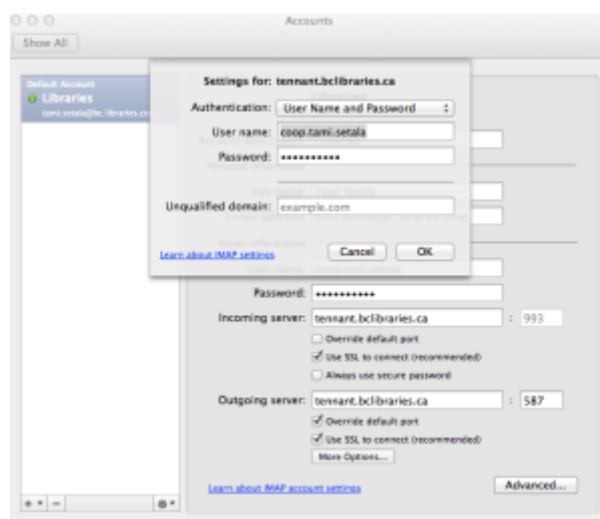 Accounts
Show All
Default Account
Libraries
Settings for: tennant.bclibraries.ca
Authentication: User Name and Password
User name: coop.tami.setala
Password: ••••••••••
Unqualified domain: example.com
Learn about IMAP settings
Cancel
OK
Password: ••••••••••
Incoming server: tennant.bclibraries.ca : 993
Override default port
Use SSL to connect (recommended)
Always use secure password
Outgoing server: tennant.bclibraries.ca : 587
Override default port
Use SSL to connect (recommended)
More Options...
Learn about IMAP account settings
Advanced...